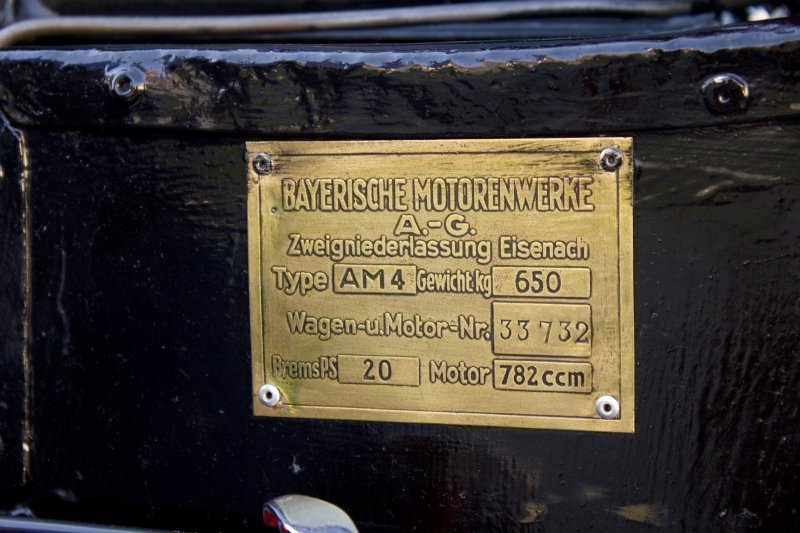 BAYERISCHE MOTORENWERKE
A.-G.
Zweigniederlassung Eisenach
Type AM4 Gewicht kg 650
Wagen-u.Motor-Nr. 33732
BremsPS 20 Motor 782ccm